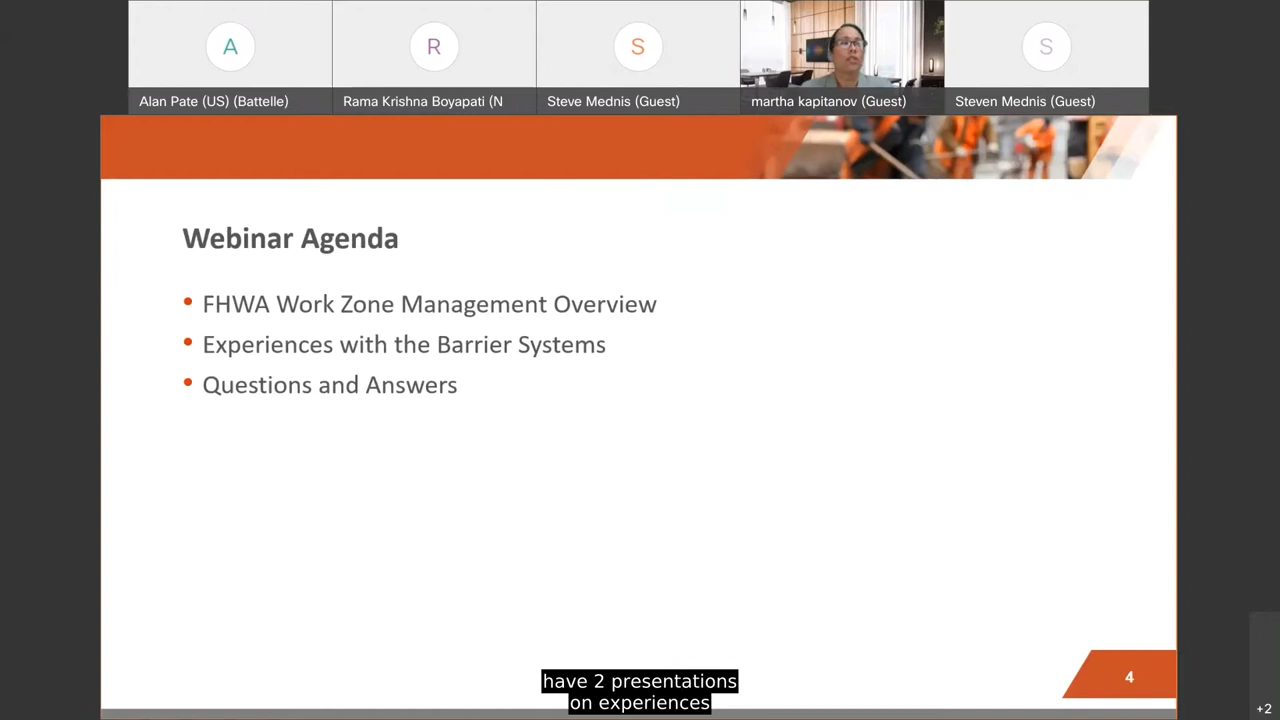 A
R
S
S
Alan Pate (US) (Battelle)
Rama Krishna Boyapati (N
Steve Mednis (Guest)
martha kapitanov (Guest)
Steven Mednis (Guest)
Webinar Agenda
• FHWA Work Zone Management Overview
• Experiences with the Barrier Systems
• Questions and Answers
4
have 2 presentations
on experiences
+2